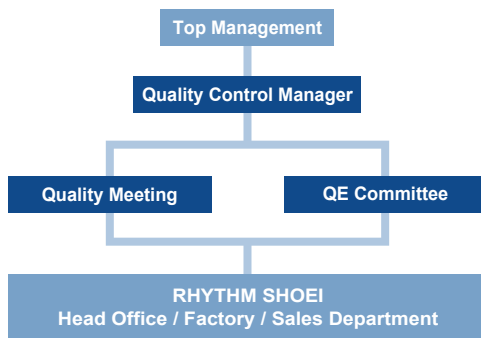 Top Management
Quality Control Manager
Quality Meeting
QE Committee
RHYTHM SHOEI
Head Office / Factory / Sales Department